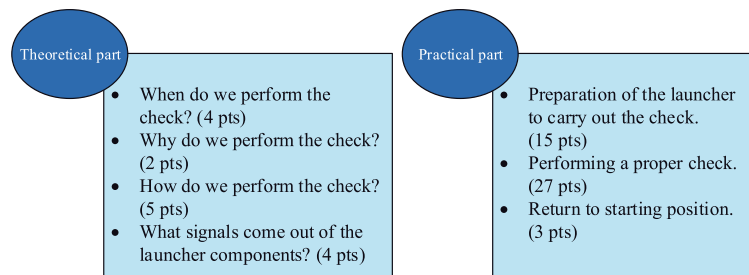 Theoretical part
• When do we perform the
check? (4 pts)
• Why do we perform the check?
(2 pts)
• How do we perform the check?
(5 pts)
• What signals come out of the
launcher components? (4 pts)
Practical part
• Preparation of the launcher
to carry out the check.
(15 pts)
• Performing a proper check.
(27 pts)
• Return to starting position.
(3 pts)